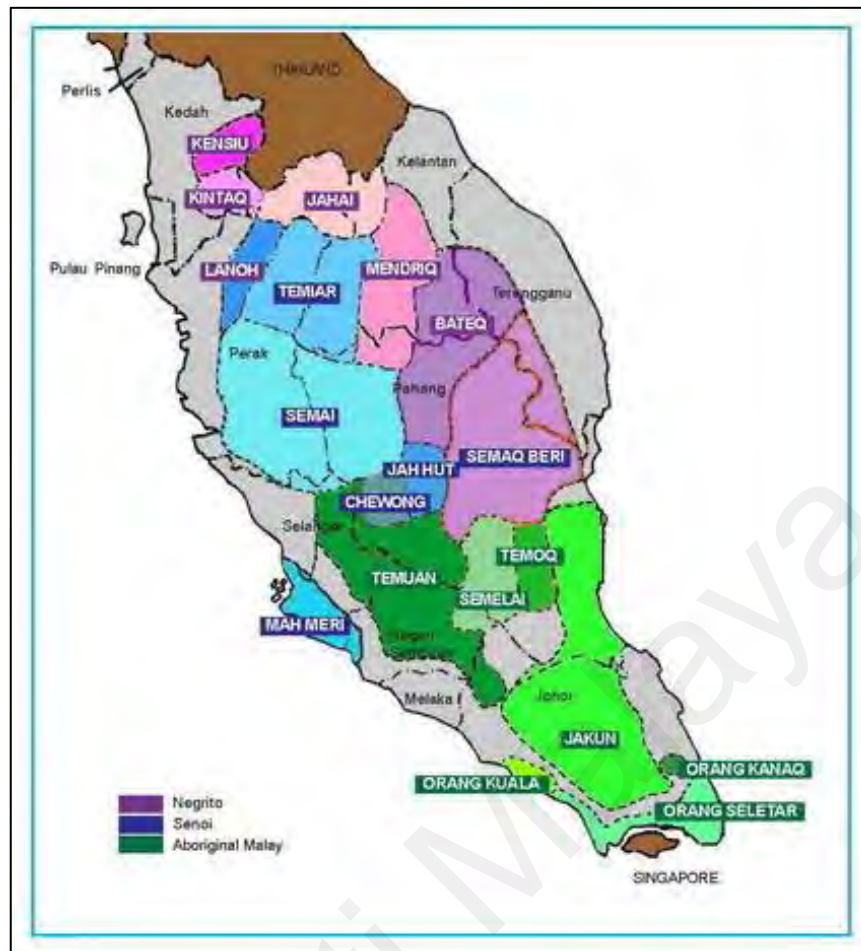 THAILAND
Perlis
Kedah
KENSIU
Kelantan
KINTAQ
JAHAI
Pulau Pinang
LANOH
MENDRIQ
TEMIAR
Terengganu
BATEQ
Perak
Pahang
SEMAI
SEMAQ BERI
JAH HUT
CHEWONG
Selangor
TEMOQ
TEMUAN
SEMELAI
MAH MERI
Negeri
Melaka
Johor
JAKUN
ORANG KANAQ
ORANG KUALA
ORANG SELETAR
Negrito
Senoi
Aboriginal Malay
SINGAPORE